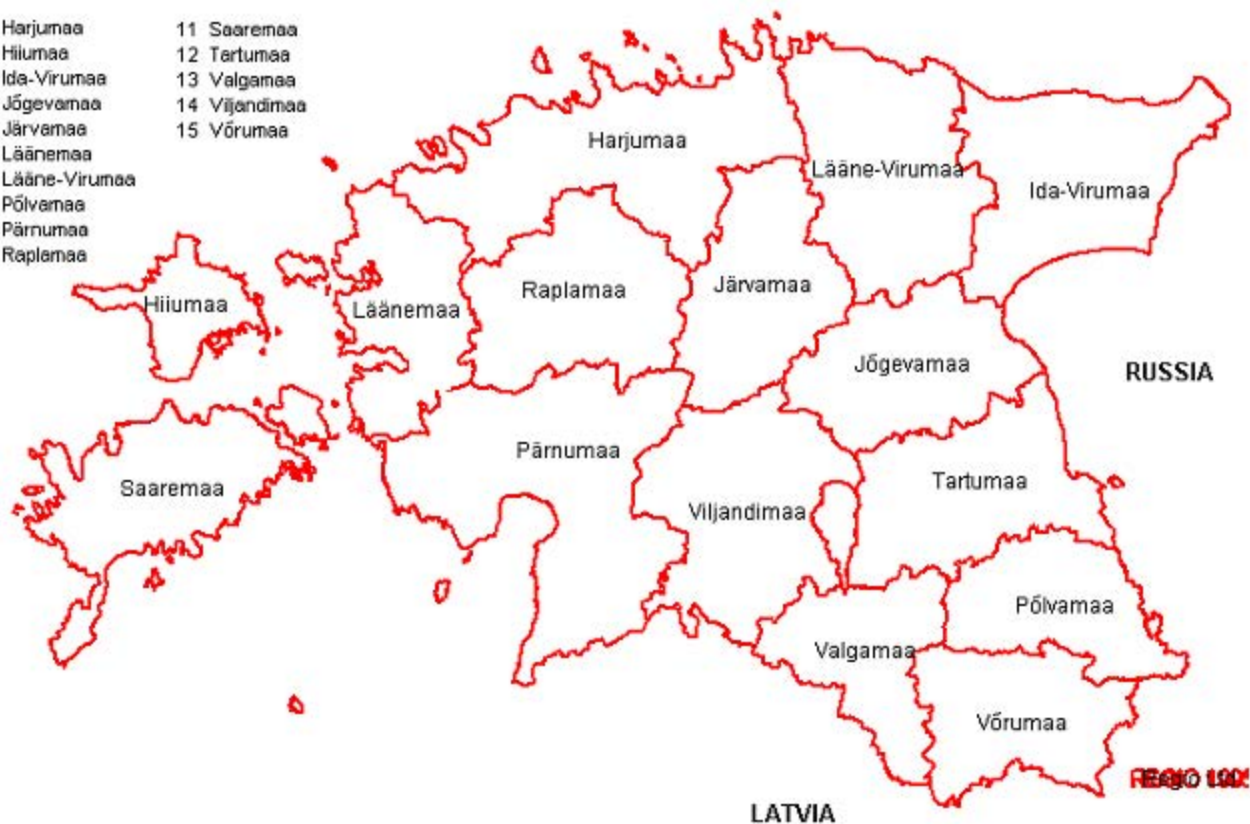 Harjumaa
Hiiumaa
Ida-Virumaa
Jõgevamaa
Järvamaa
Läänemaa
Lääne-Virumaa
Põlvamaa
Pärnumaa
Raplamaa
11 Saaremaa
12 Tartumaa
13 Valgamaa
14 Viljandimaa
15 Võrumaa
Harjumaa
Lääne-Virumaa
Ida-Virumaa
Hiiumaa
Läänemaa
Raplamaa
Järvamaa
Jõgevamaa
RUSSIA
Saaremaa
Pärnumaa
Viljandimaa
Tartumaa
Põlvamaa
Valgamaa
Võrumaa
LATVIA